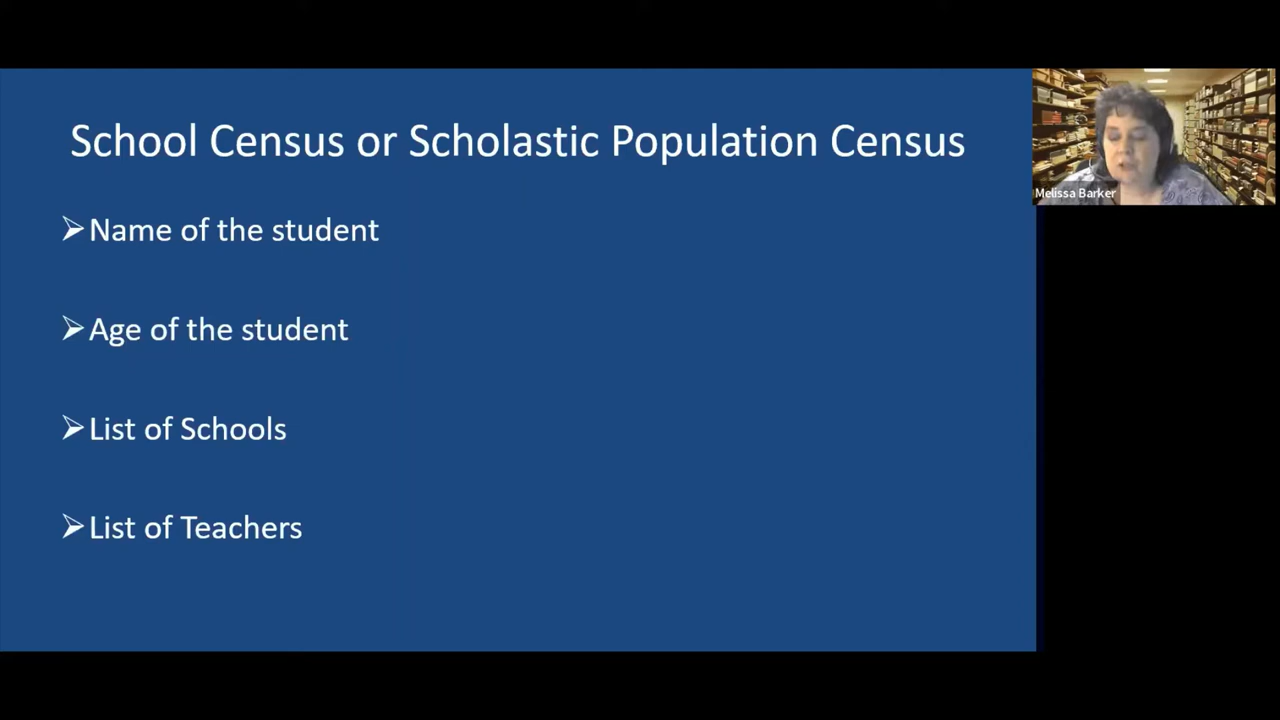 School Census or Scholastic Population Census
Name of the student
Age of the student
List of Schools
List of Teachers
Melissa Barker